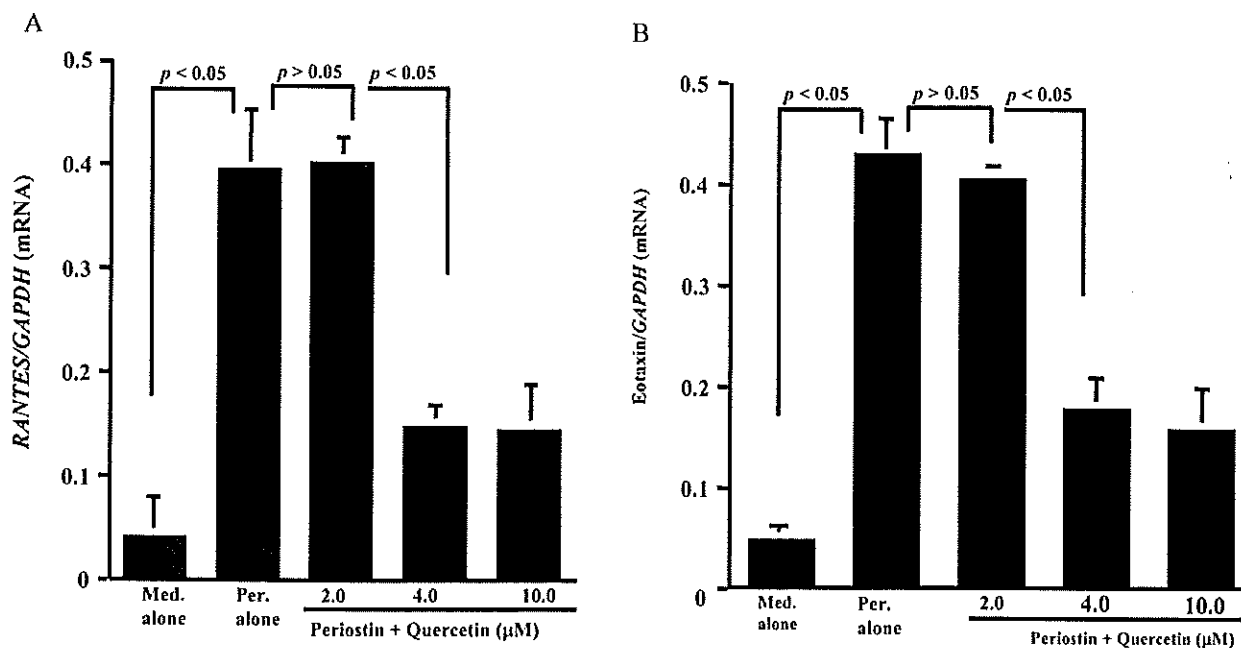 A
RANTES/GAPDH (mRNA)
0.5
0.4
0.3
0.2
0.1
0
p < 0.05
p > 0.05
p < 0.05
Med. alone
Per. alone
2.0
4.0
10.0
Periostin + Quercetin (μM)
B
Eotaxin/GAPDH (mRNA)
0.5
0.4
0.3
0.2
0.1
0
p < 0.05
p > 0.05
p < 0.05
Med. alone
Per. alone
2.0
4.0
10.0
Periostin + Quercetin (μM)